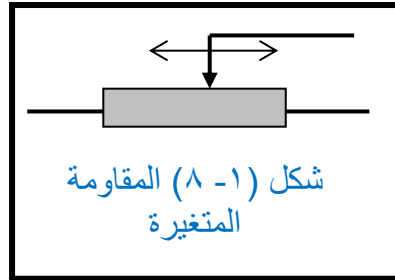 شكل (١- ٨) المقاومة
المتغيرة